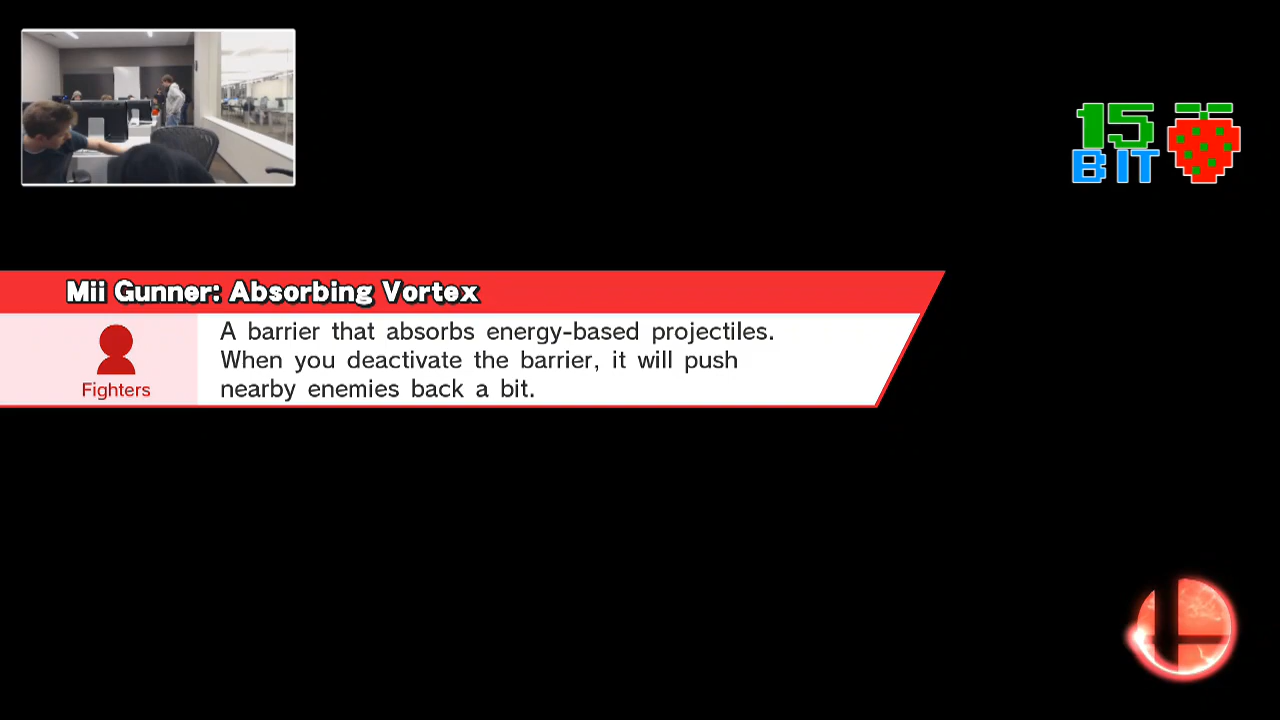 15
BIT
Mii Gunner: Absorbing Vortex
Fighters
A barrier that absorbs energy-based projectiles.
When you deactivate the barrier, it will push
nearby enemies back a bit.